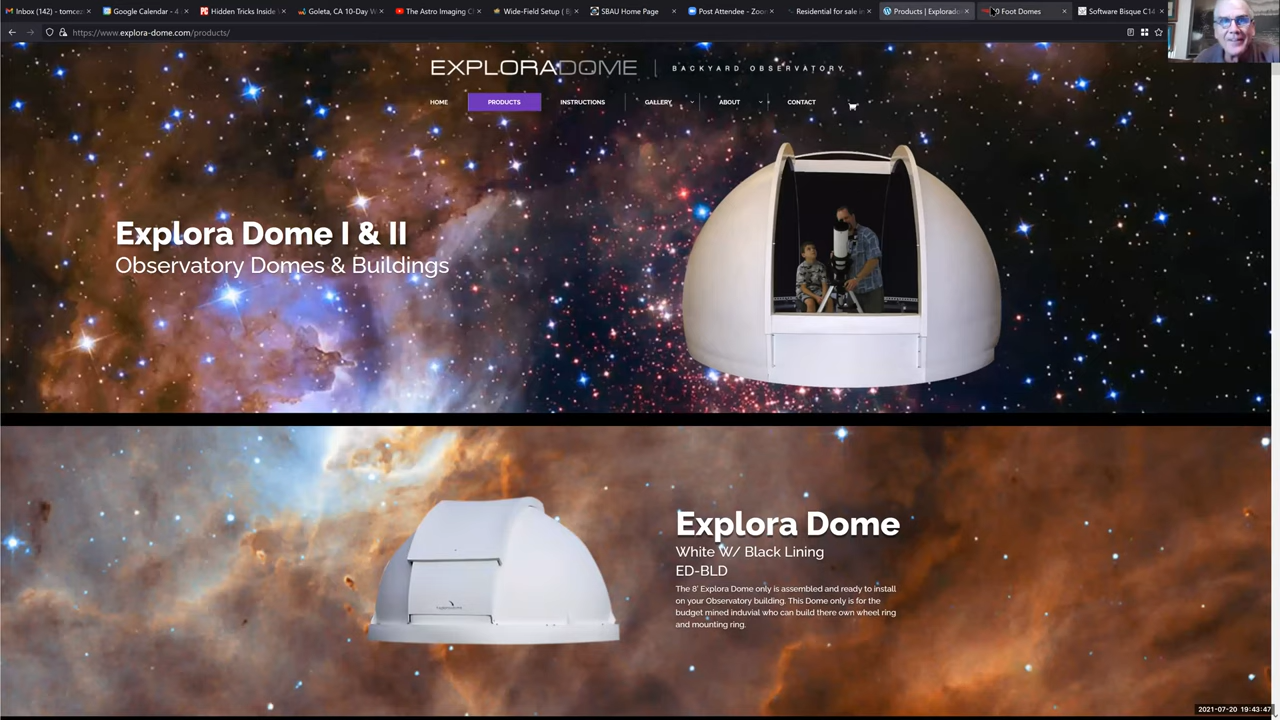 Inbox (142) - tomcez
Google Calendar - 4
Hidden Tricks Inside
Goleta, CA 10-Day W
The Astro Imaging C
Wide-Field Setup ( B
SBAU Home Page
Post Attendee - Zoo
Residential for sale i
Products | Explorado
Foot Domes
Software Bisque C14
https://www.explora-dome.com/products/
EXPLORADOME | BACKYARD OBSERVATORY
HOME
PRODUCTS
INSTRUCTIONS
GALLERY
ABOUT
CONTACT
Explora Dome I & II
Observatory Domes & Buildings
Explora Dome
White W/ Black Lining
ED-BLD
The 8' Explora Dome only is assembled and ready to install
on your Observatory building. This Dome only is for the
budget mined induvial who can build there own wheel ring
and mounting ring.
2021-07-20 19:43:47